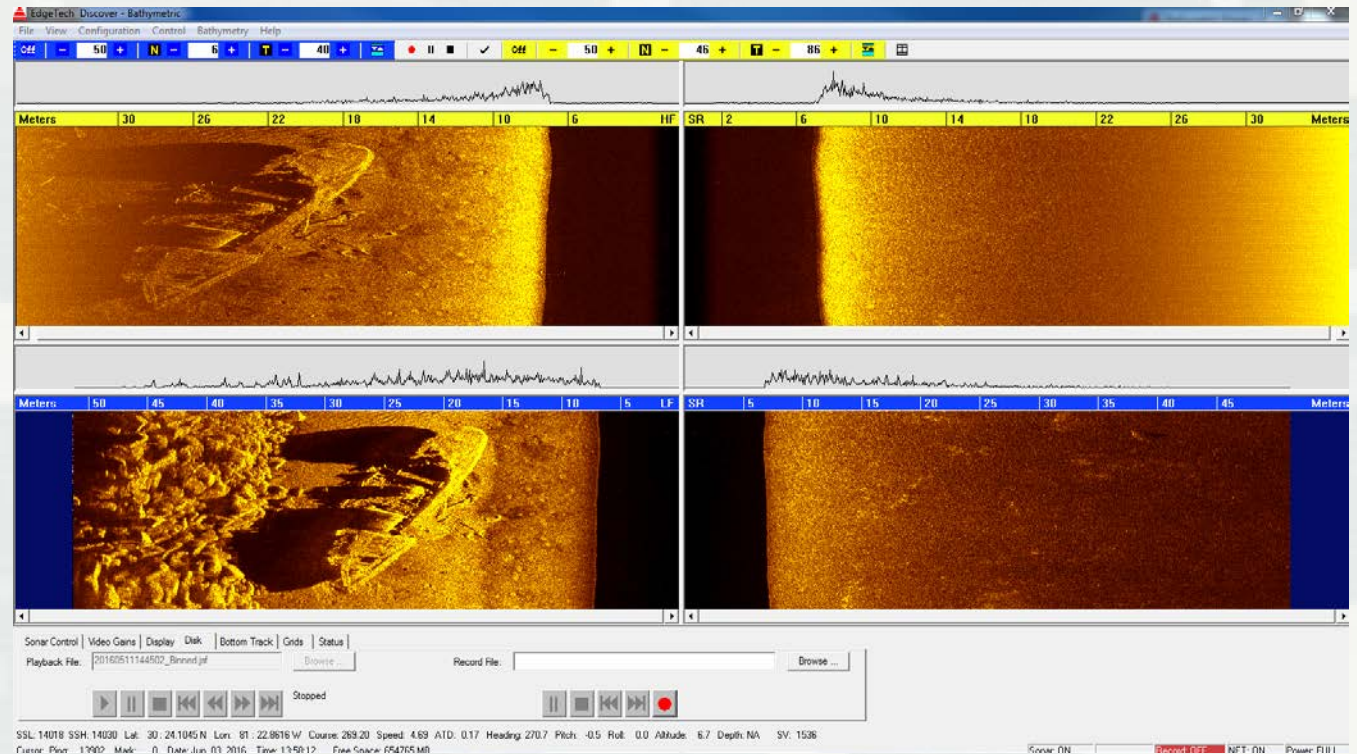 EdgeTech Discover - Bathymetric
File View Configuration Control Bathymetry Help
Off - 50 + N - 6 + T - 40 + Off - 50 + N - 46 + T - 86 +
Meters 30 26 22 18 14 10 6 HF SR 2 6 10 14 18 22 26 30 Meters
Meters 50 45 40 35 30 25 20 15 10 5 LF SR 5 10 15 20 25 30 35 40 45 Meters
Sonar Control Video Gains Display Disk Bottom Track Grids Status
Playback File: 20160511144502_Binned.jsf Browse ... Record File: Browse ...
Stopped
SSL: 14018 SSH: 14030 Lat: 30 : 24.1045 N Lon: 81 : 22.8616 W Course: 269.20 Speed: 4.69 ATD: 0.17 Heading: 270.7 Pitch: -0.5 Roll: 0.0 Altitude: 6.7 Depth: NA SV: 1536
Cursor Ping: 13902 Mark: 0 Date: Jun. 03, 2016 Time: 13:58:12 Free Space: 654765 MB Sonar: ON Record: OFF NET: ON Power: FULL